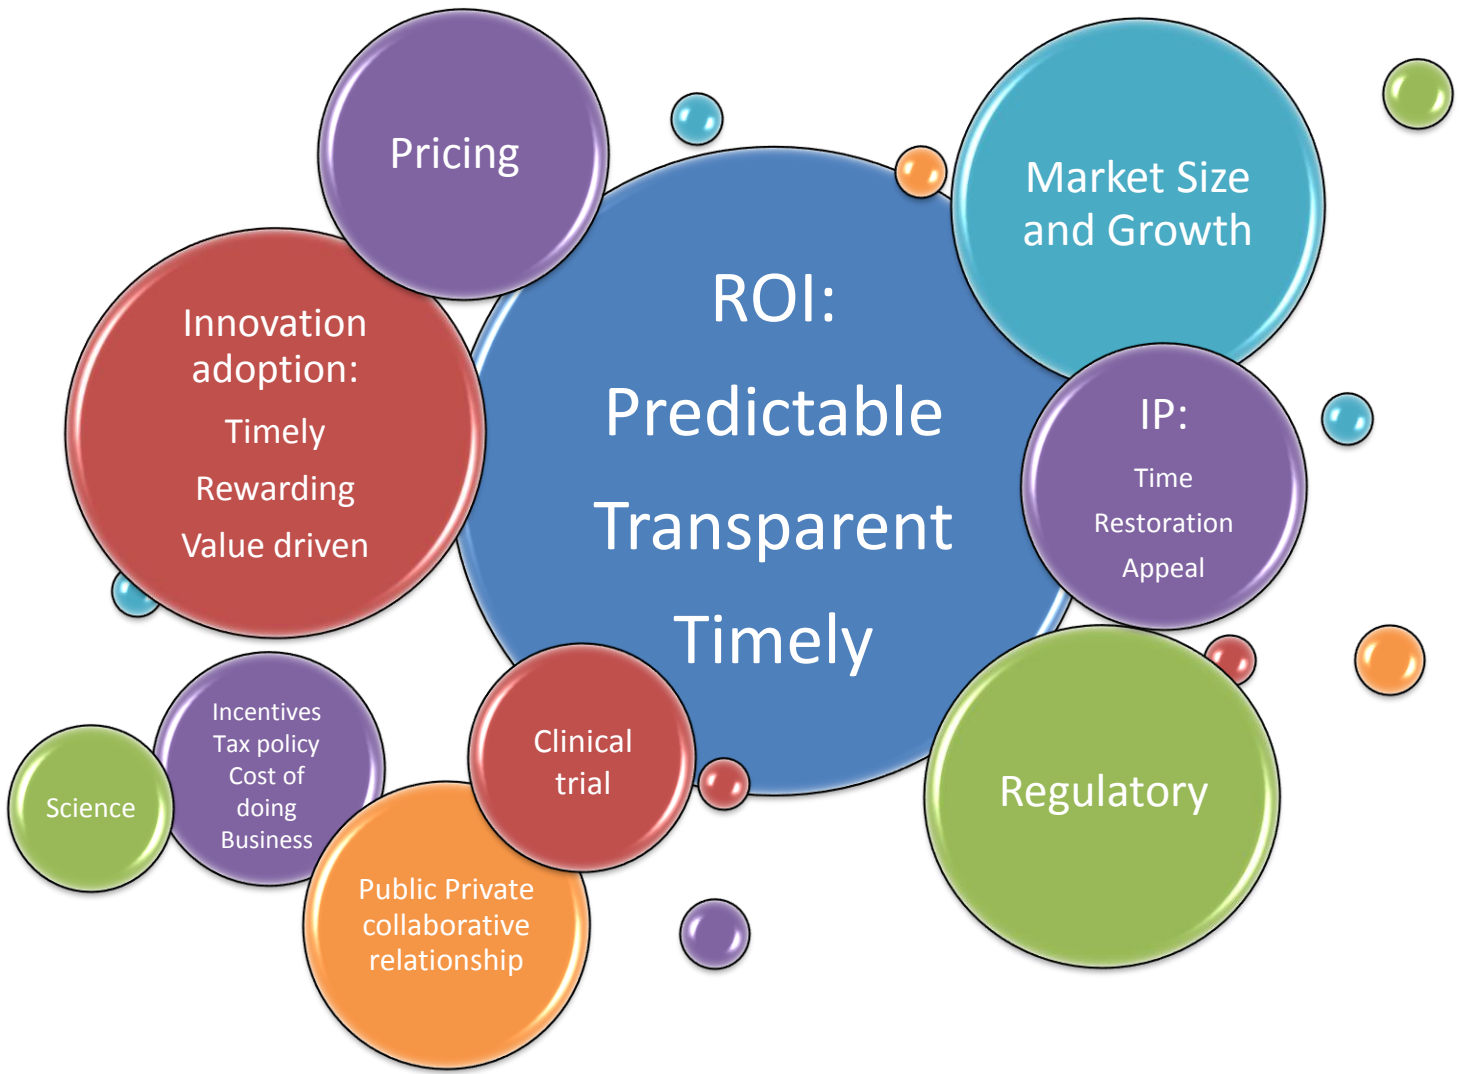 Pricing
Market Size
and Growth
ROI:
Predictable
Transparent
Timely
Innovation
adoption:
Timely
Rewarding
Value driven
IP:
Time
Restoration
Appeal
Incentives
Tax policy
Cost of
doing
Business
Science
Clinical
trial
Public Private
collaborative
relationship
Regulatory